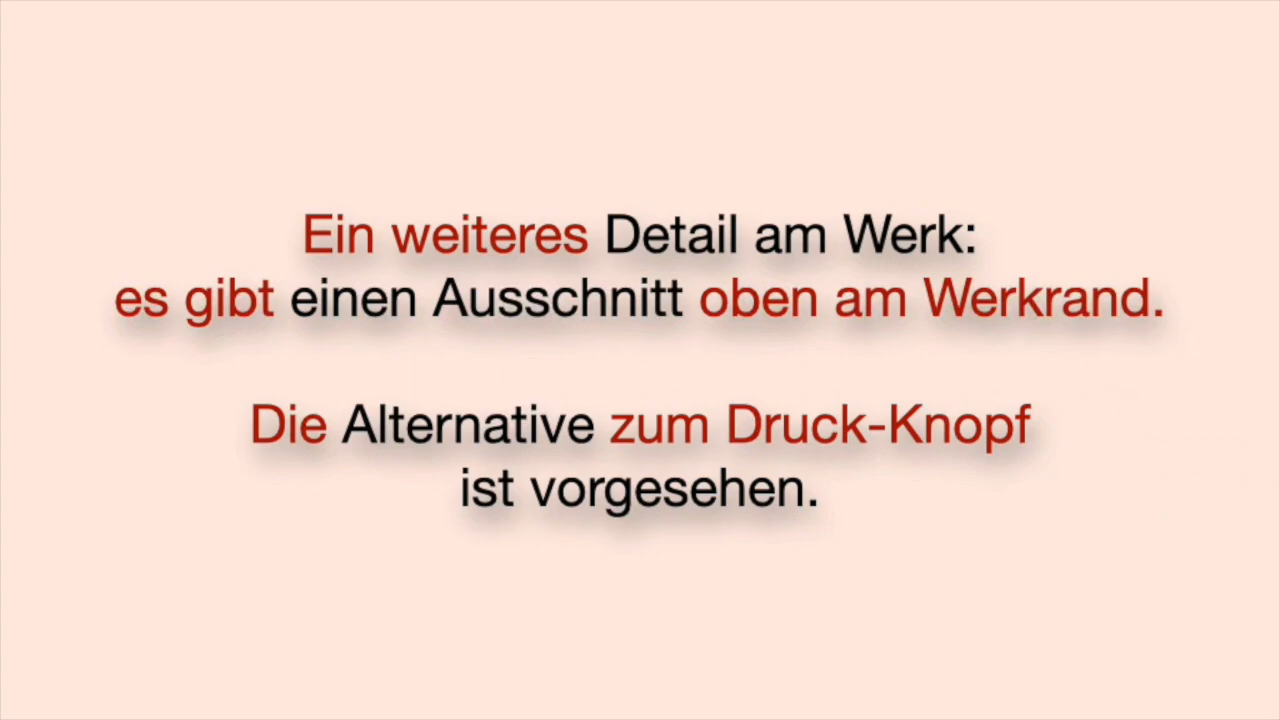 Ein weiteres Detail am Werk:
es gibt einen Ausschnitt oben am Werkrand.
Die Alternative zum Druck-Knopf
ist vorgesehen.